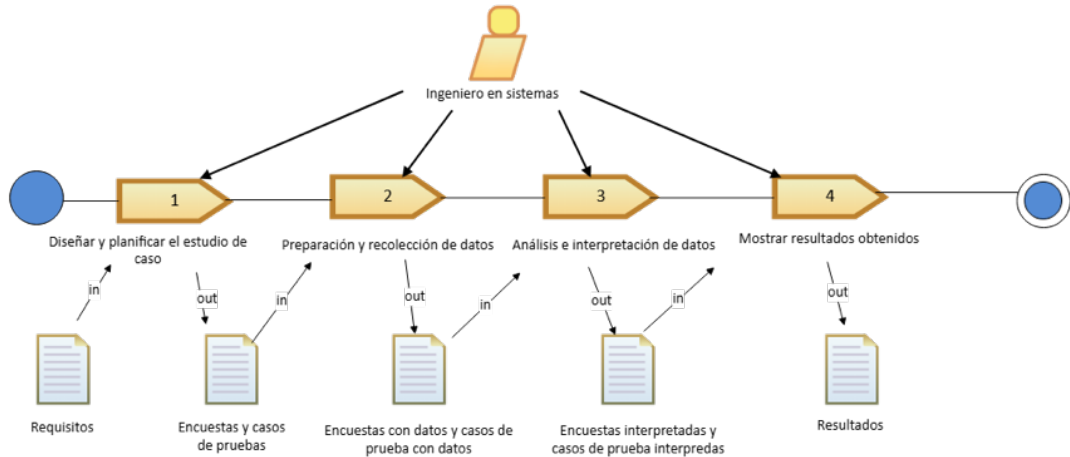 Ingeniero en sistemas
1
2
3
4
Diseñar y planificar el estudio de
caso
Preparación y recolección de datos
Análisis e interpretación de datos
Mostrar resultados obtenidos
in
out
in
out
in
out
in
out
Requisitos
Encuestas y casos
de pruebas
Encuestas con datos y casos de
prueba con datos
Encuestas interpretadas y
casos de prueba interpredas
Resultados